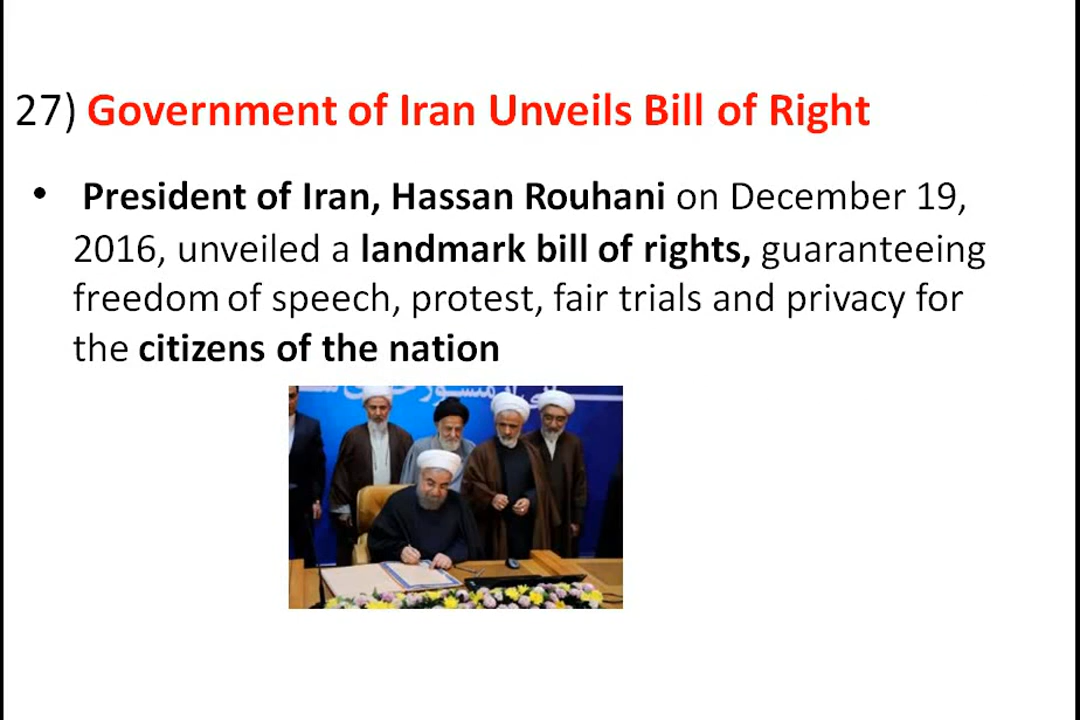 27) Government of Iran Unveils Bill of Right
• President of Iran, Hassan Rouhani on December 19,
2016, unveiled a landmark bill of rights, guaranteeing
freedom of speech, protest, fair trials and privacy for
the citizens of the nation